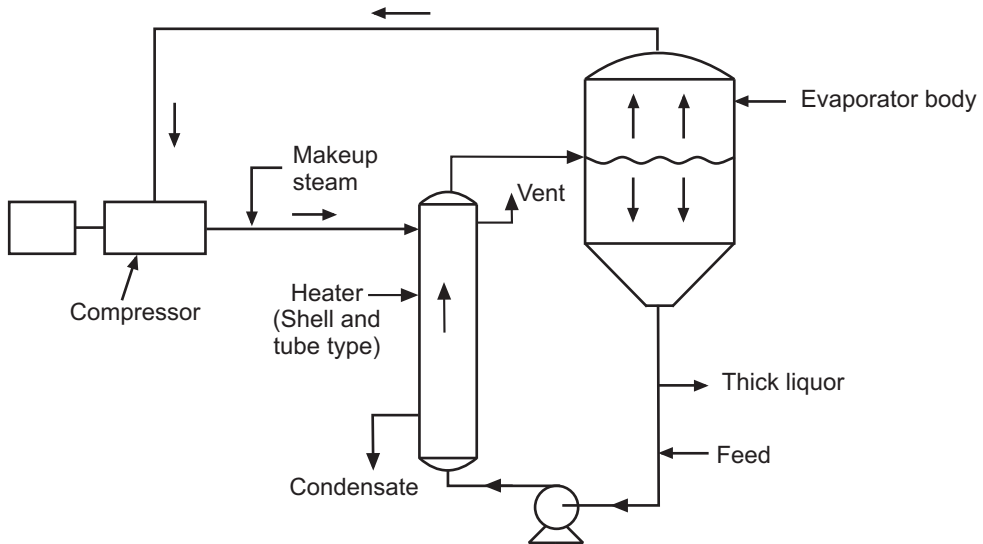 Evaporator body
Makeup
steam
Vent
Heater
(Shell and
tube type)
Compressor
Thick liquor
Feed
Condensate